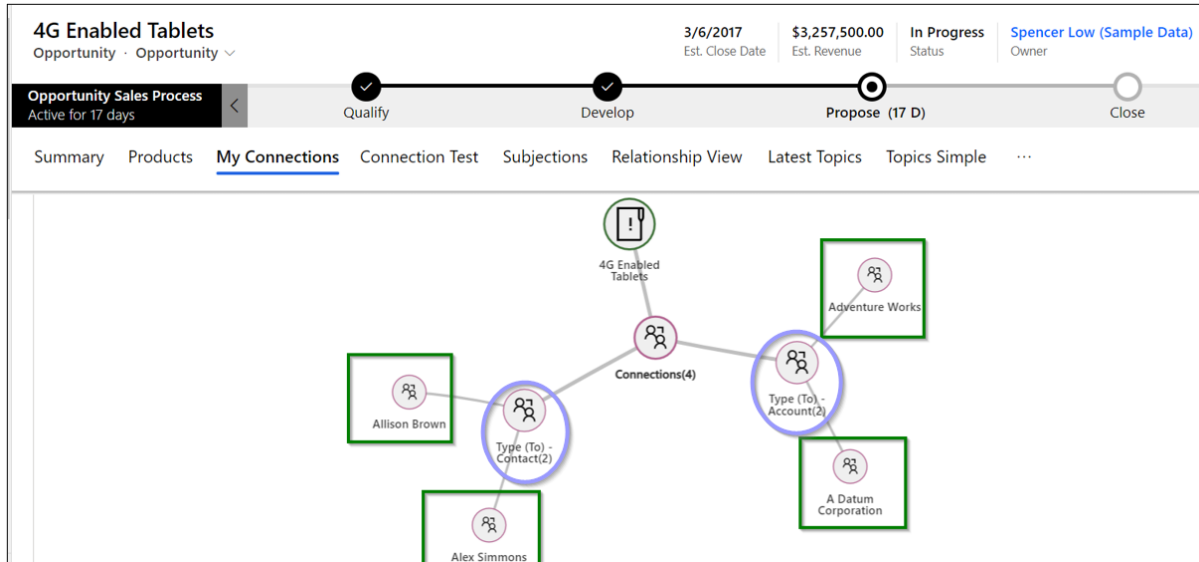 4G Enabled Tablets
Opportunity · Opportunity
3/6/2017
Est. Close Date
$3,257,500.00
Est. Revenue
In Progress
Status
Spencer Low (Sample Data)
Owner
Opportunity Sales Process
Active for 17 days
Qualify
Develop
Propose (17 D)
Close
Summary Products My Connections Connection Test Subjections Relationship View Latest Topics Topics Simple ...
4G Enabled
Tablets
Adventure Works
Connections(4)
Type (To) -
Account(2)
Allison Brown
Type (To) -
Contact(2)
A Datum
Corporation
Alex Simmons